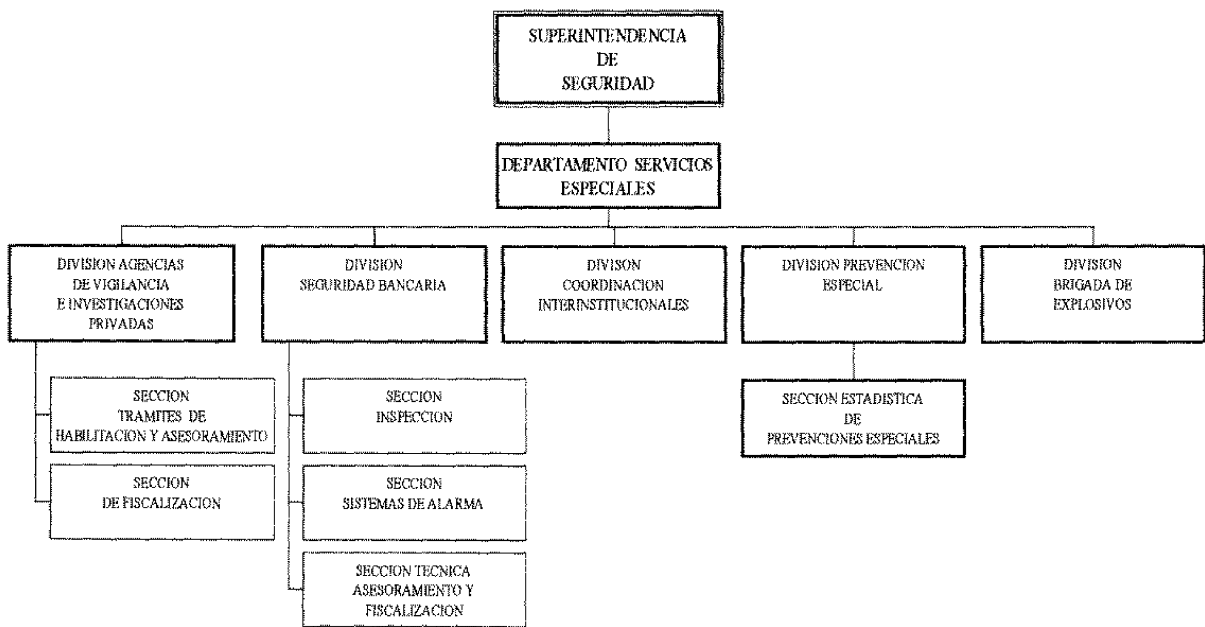 SUPERINTENDENCIA
DE
SEGURIDAD
DEPARTAMENTO SERVICIOS
ESPECIALES
DIVISION AGENCIAS
DE VIGILANCIA
E INVESTIGACIONES
PRIVADAS
DIVISION
SEGURIDAD BANCARIA
DIVISON
COORDINACION
INTERINSTITUCIONALES
DIVISION PREVENCION
ESPECIAL
DIVISION
BRIGADA DE
EXPLOSIVOS
SECCION
TRAMITES DE
HABILITACION Y ASESORAMIENTO
SECCION
DE FISCALIZACION
SECCION
INSPECCION
SECCION
SISTEMAS DE ALARMA
SECCION TECNICA
ASESORAMIENTO Y
FISCALIZACION
SECCION ESTADISTICA
DE
PREVENCIONES ESPECIALES